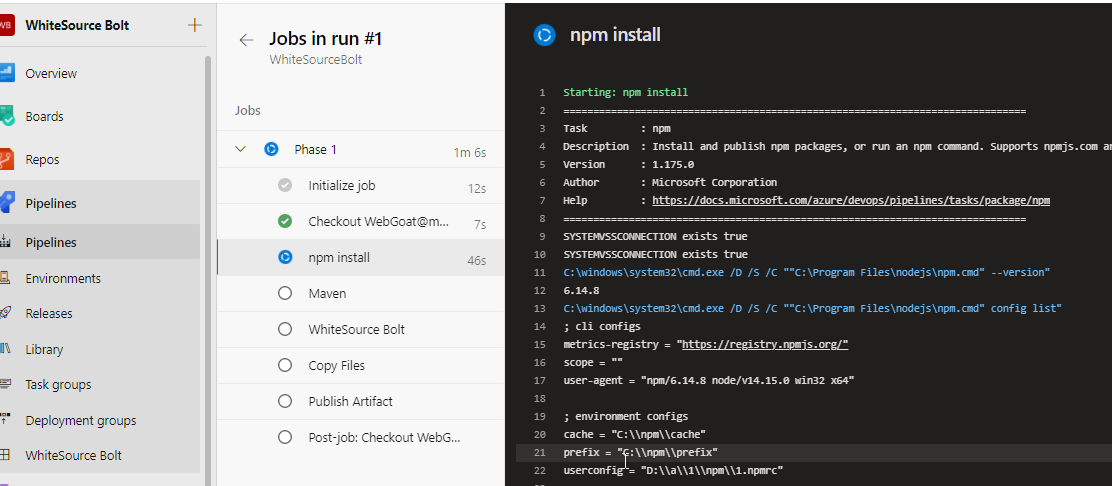 WB WhiteSource Bolt +
Overview
Boards
Repos
Pipelines
Pipelines
Environments
Releases
Library
Task groups
Deployment groups
WhiteSource Bolt
Jobs in run #1
WhiteSourceBolt
Jobs
Phase 1 1m 6s
Initialize job 12s
Checkout WebGoat@m... 7s
npm install 46s
Maven
WhiteSource Bolt
Copy Files
Publish Artifact
Post-job: Checkout WebG...
npm install
1 Starting: npm install
2 ==============================================================================
3 Task : npm
4 Description : Install and publish npm packages, or run an npm command. Supports npmjs.com
5 Version : 1.175.0
6 Author : Microsoft Corporation
7 Help : https://docs.microsoft.com/azure/devops/pipelines/tasks/package/npm
8 ==============================================================================
9 SYSTEMVSSCONNECTION exists true
10 SYSTEMVSSCONNECTION exists true
11 C:\windows\system32\cmd.exe /D /S /C ""C:\Program Files\nodejs\npm.cmd" --version"
12 6.14.8
13 C:\windows\system32\cmd.exe /D /S /C ""C:\Program Files\nodejs\npm.cmd" config list"
14 ; cli configs
15 metrics-registry = "https://registry.npmjs.org/"
16 scope = ""
17 user-agent = "npm/6.14.8 node/v14.15.0 win32 x64"
18
19 ; environment configs
20 cache = "C:\\npm\\cache"
21 prefix = "C:\\npm\\prefix"
22 userconfig = "D:\\a\\1\\npm\\1.npmrc"